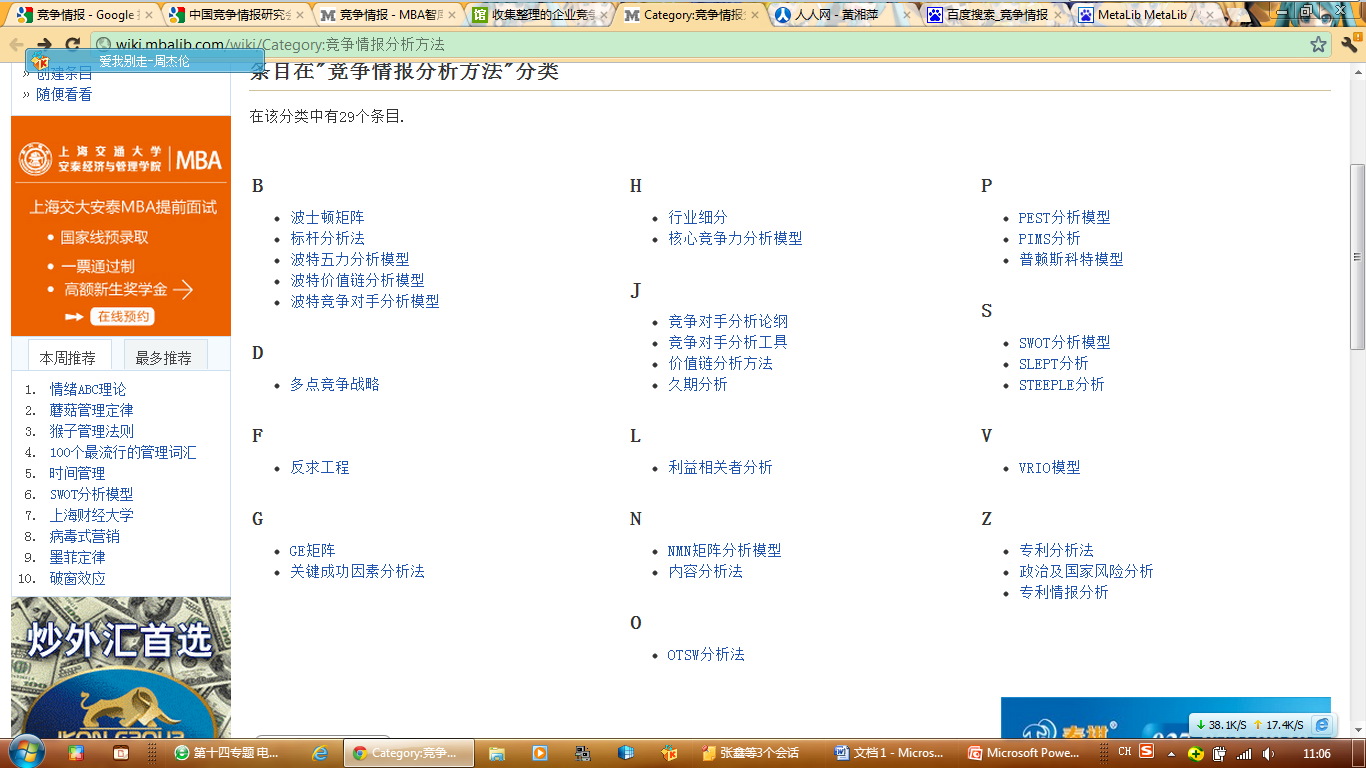 竞争情报 - Google
中国竞争情报研究会
竞争情报 - MBA智库
收集整理的企业竞争
Category:竞争情报分
人人网 - 黄湘萍
百度搜索_竞争情报
MetaLib MetaLib /
wiki.mbalib.com/wiki/Category:竞争情报分析方法
爱我别走-周杰伦
» 创建条目
» 随便看看
上海交通大学
安泰经济与管理学院
MBA
上海交大安泰MBA提前面试
• 国家线预录取
• 一票通过制
• 高额新生奖学金
在线预约
本周推荐 最多推荐
1. 情绪ABC理论
2. 蘑菇管理定律
3. 猴子管理法则
4. 100个最流行的管理词汇
5. 时间管理
6. SWOT分析模型
7. 上海财经大学
8. 病毒式营销
9. 墨菲定律
10. 破窗效应
炒外汇首选
IKON GROUP
条目在"竞争情报分析方法"分类
在该分类中有29个条目.
B
• 波士顿矩阵
• 标杆分析法
• 波特五力分析模型
• 波特价值链分析模型
• 波特竞争对手分析模型
D
• 多点竞争战略
F
• 反求工程
G
• GE矩阵
• 关键成功因素分析法
H
• 行业细分
• 核心竞争力分析模型
J
• 竞争对手分析论纲
• 竞争对手分析工具
• 价值链分析方法
• 久期分析
L
• 利益相关者分析
N
• NMN矩阵分析模型
• 内容分析法
O
• OTSW分析法
P
• PEST分析模型
• PIMS分析
• 普赖斯科特模型
S
• SWOT分析模型
• SLEPT分析
• STEEPLE分析
V
• VRIO模型
Z
• 专利分析法
• 政治及国家风险分析
• 专利情报分析
38.1K/S 17.4K/S
第十四专题 电...
Category:竞争...
张鑫等3个会话
文档1 - Micros...
Microsoft Powe...
CH
11:06